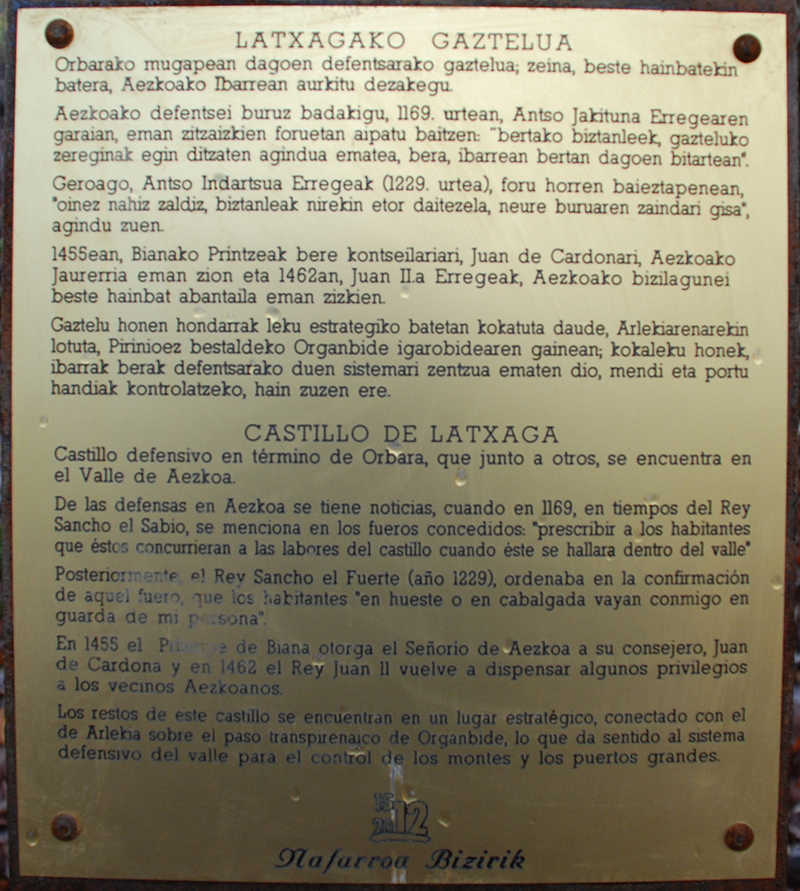 LATXAGAKO GAZTELUA
Orbarako mugapean dagoen defentsarako gaztelua; zeina, beste hainbatekin
batera, Aezkoako Ibarrean aurkitu dezakegu.
Aezkoako defentsei buruz badakigu, 1169. urtean, Antso Jakituna Erregearen
garaian, eman zitzaizkien foruetan aipatu baitzen: "bertako biztanleek, gazteluko
zereginak egin ditzaten agindua ematea, bera, ibarrean bertan dagoen bitartean".
Geroago, Antso Indartsua Erregeak (1229. urtea), foru horren baieztapenean,
"oinez nahiz zaldiz, biztanleak nirekin etor daitezela, neure buruaren zaindari gisa",
agindu zuen.
1455ean, Bianako Printzeak bere kontseilariari, Juan de Cardonari, Aezkoako
Jaurerria eman zion eta 1462an, Juan II.a Erregeak, Aezkoako bizilagunei
beste hainbat abantaila eman zizkien.
Gaztelu honen hondarrak leku estrategiko batetan kokatuta daude, Arlekiarenarekin
lotuta, Pirinioez bestaldeko Organbide igarobidearen gainean; kokaleku honek,
ibarrak berak defentsarako duen sistemari zentzua ematen dio, mendi eta portu
handiak kontrolatzeko, hain zuzen ere.
CASTILLO DE LATXAGA
Castillo defensivo en término de Orbara, que junto a otros, se encuentra en
el Valle de Aezkoa.
De las defensas en Aezkoa se tiene noticias, cuando en 1169, en tiempos del Rey
Sancho el Sabio, se menciona en los fueros concedidos: "prescribir a los habitantes
que éstos concurrieran a las labores del castillo cuando éste se hallara dentro del valle"
Posteriormente, el Rey Sancho el Fuerte (año 1229), ordenaba en la confirmación
de aquel fuero, que los habitantes "en hueste o en cabalgada vayan conmigo en
guarda de mi persona".
En 1455 el Príncipe de Biana otorga el Señorio de Aezkoa a su consejero, Juan
de Cardona y en 1462 el Rey Juan II vuelve a dispensar algunos privilegios
a los vecinos Aezkoanos.
Los restos de este castillo se encuentran en un lugar estratégico, conectado con el
de Arlekia sobre el paso transpirenaico de Organbide, lo que da sentido al sistema
defensivo del valle para el control de los montes y los puertos grandes.
15
2012
Nafarroa Bizirik